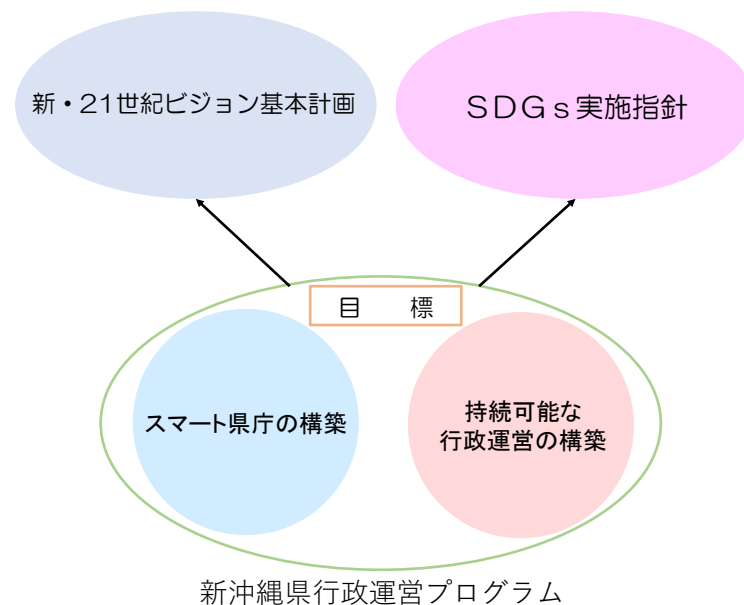 新・21世紀ビジョン基本計画
ＳＤＧｓ実施指針
目　　標
スマート県庁の構築
持続可能な
行政運営の構築
新沖縄県行政運営プログラム